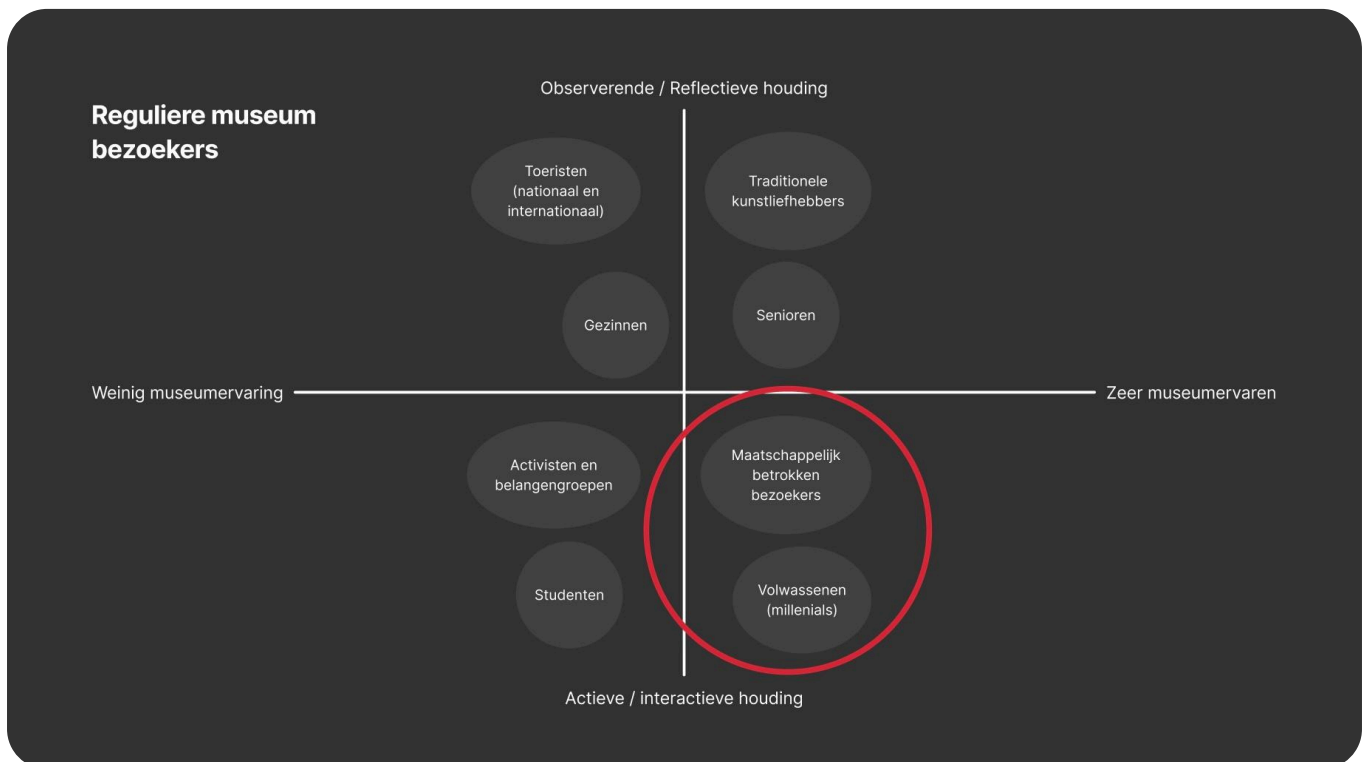 Observerende / Reflectieve houding
Reguliere museum
bezoekers
Toeristen
(nationaal en
internationaal)
Traditionele
kunstliefhebbers
Gezinnen
Senioren
Weinig museumervaring
Zeer museumervaren
Activisten en
belangengroepen
Maatschappelijk
betrokken
bezoekers
Studenten
Volwassenen
(millenials)
Actieve / interactieve houding